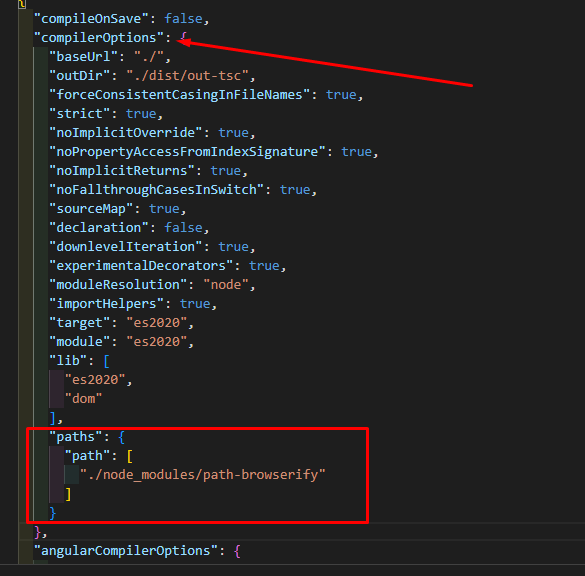 {
"compileOnSave": false,
"compilerOptions": {
"baseUrl": "./",
"outDir": "./dist/out-tsc",
"forceConsistentCasingInFileNames": true,
"strict": true,
"noImplicitOverride": true,
"noPropertyAccessFromIndexSignature": true,
"noImplicitReturns": true,
"noFallthroughCasesInSwitch": true,
"sourceMap": true,
"declaration": false,
"downlevelIteration": true,
"experimentalDecorators": true,
"moduleResolution": "node",
"importHelpers": true,
"target": "es2020",
"module": "es2020",
"lib": [
"es2020",
"dom"
],
"paths": {
"path": [
"./node_modules/path-browserify"
]
}
},
"angularCompilerOptions": {